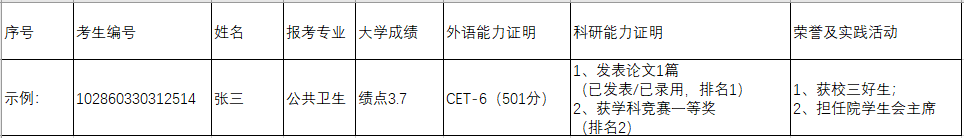 序号 考生编号 姓名 报考专业 大学成绩 外语能力证明 科研能力证明 荣誉及实践活动
示例: 102860330312514 张三 公共卫生 绩点3.7 CET-6（501分）
1、发表论文1篇
（已发表/已录用，排名1）
2、获学科竞赛一等奖
（排名2）
1、获校三好生；
2、担任院学生会主席